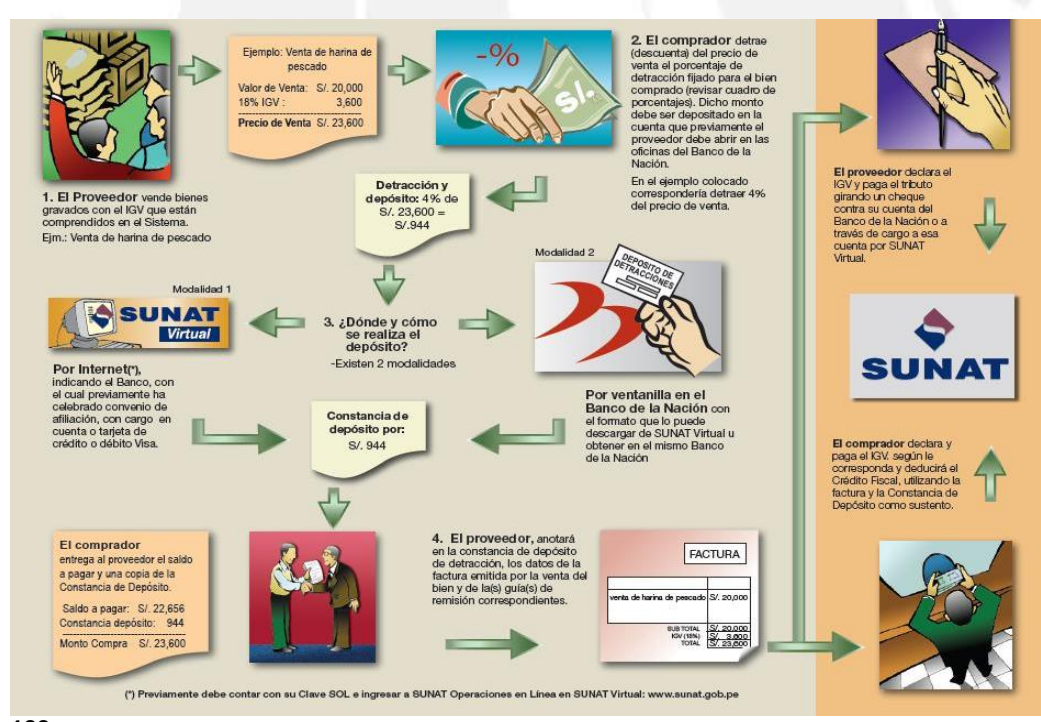 Ejemplo: Venta de harina de
pescado
Valor de Venta: S/. 20,000
18% IGV : 3,600
Precio de Venta S/. 23,600
-%
S/.
1. El Proveedor vende bienes
gravados con el IGV que están
comprendidos en el Sistema.
Ejm.: Venta de harina de pescado
2. El comprador detrae
(descuenta) del precio de
venta el porcentaje de
detracción fijado para el bien
comprado (revisar cuadro de
porcentajes). Dicho monto
debe ser depositado en la
cuenta que previamente el
proveedor debe abrir en las
oficinas del Banco de la
Nación.
En el ejemplo colocado
correspondería detraer 4%
del precio de venta.
Detracción y
depósito: 4% de
S/. 23,600 =
S/.944
3. ¿Dónde y cómo
se realiza el
depósito?
-Existen 2 modalidades
Modalidad 1
SUNAT
Virtual
Por Internet(*),
indicando el Banco, con
el cual previamente ha
celebrado convenio de
afiliación, con cargo en
cuenta o tarjeta de
crédito o débito Visa.
Modalidad 2
DEPOSITO DE
DETRACCIONES
Por ventanilla en el
Banco de la Nación con
el formato que lo puede
descargar de SUNAT Virtual u
obtener en el mismo Banco
de la Nación
Constancia de
depósito por:
S/. 944
El comprador
entrega al proveedor el saldo
a pagar y una copia de la
Constancia de Depósito.
Saldo a pagar: S/. 22,656
Constancia depósito: 944
Monto Compra S/. 23,600
4. El proveedor, anotará
en la constancia de depósito
de detracción, los datos de la
factura emitida por la venta del
bien y de la(s) guía(s) de
remisión correspondientes.
FACTURA
venta de harina de pescado S/. 20,000
SUB TOTAL S/. 20,000
IGV (18%) S/. 3,600
TOTAL S/. 23,600
El proveedor declara el
IGV y paga el tributo
girando un cheque
contra su cuenta del
Banco de la Nación o a
través de cargo a esa
cuenta por SUNAT
Virtual.
SUNAT
El comprador declara y
paga el IGV. según le
corresponda y deducirá el
Crédito Fiscal, utilizando la
factura y la Constancia de
Depósito como sustento.
(*) Previamente debe contar con su Clave SOL e ingresar a SUNAT Operaciones en Línea en SUNAT Virtual: www.sunat.gob.pe